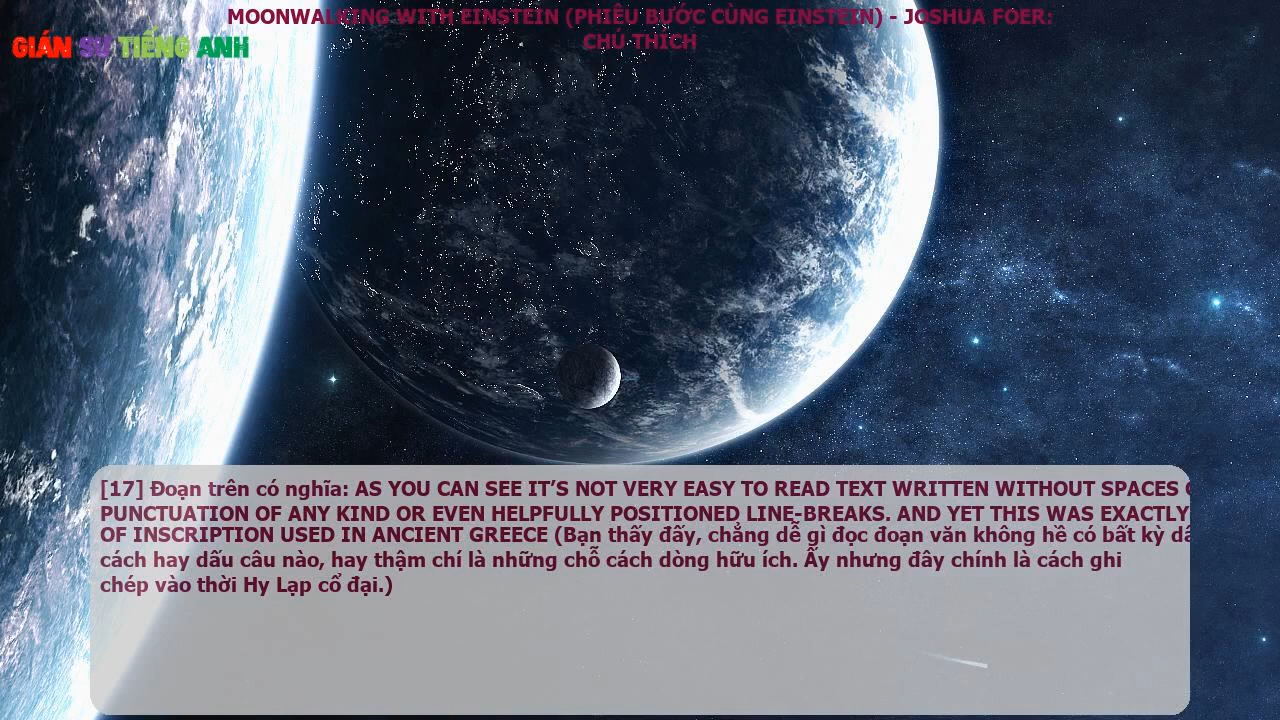 MOONWALKING WITH EINSTEIN (PHIÊU BƯỚC CÙNG EINSTEIN) - JOSHUA FOER:
CHÚ THÍCH
GIÁN SỨ TIẾNG ANH
[17] Đoạn trên có nghĩa: AS YOU CAN SEE IT’S NOT VERY EASY TO READ TEXT WRITTEN WITHOUT SPACES
PUNCTUATION OF ANY KIND OR EVEN HELPFULLY POSITIONED LINE-BREAKS. AND YET THIS WAS EXACTLY
OF INSCRIPTION USED IN ANCIENT GREECE (Bạn thấy đấy, chẳng dễ gì đọc đoạn văn không hề có bất kỳ
cách hay dấu câu nào, hay thậm chí là những chỗ cách dòng hữu ích. Ấy nhưng đây chính là cách ghi
chép vào thời Hy Lạp cổ đại.)